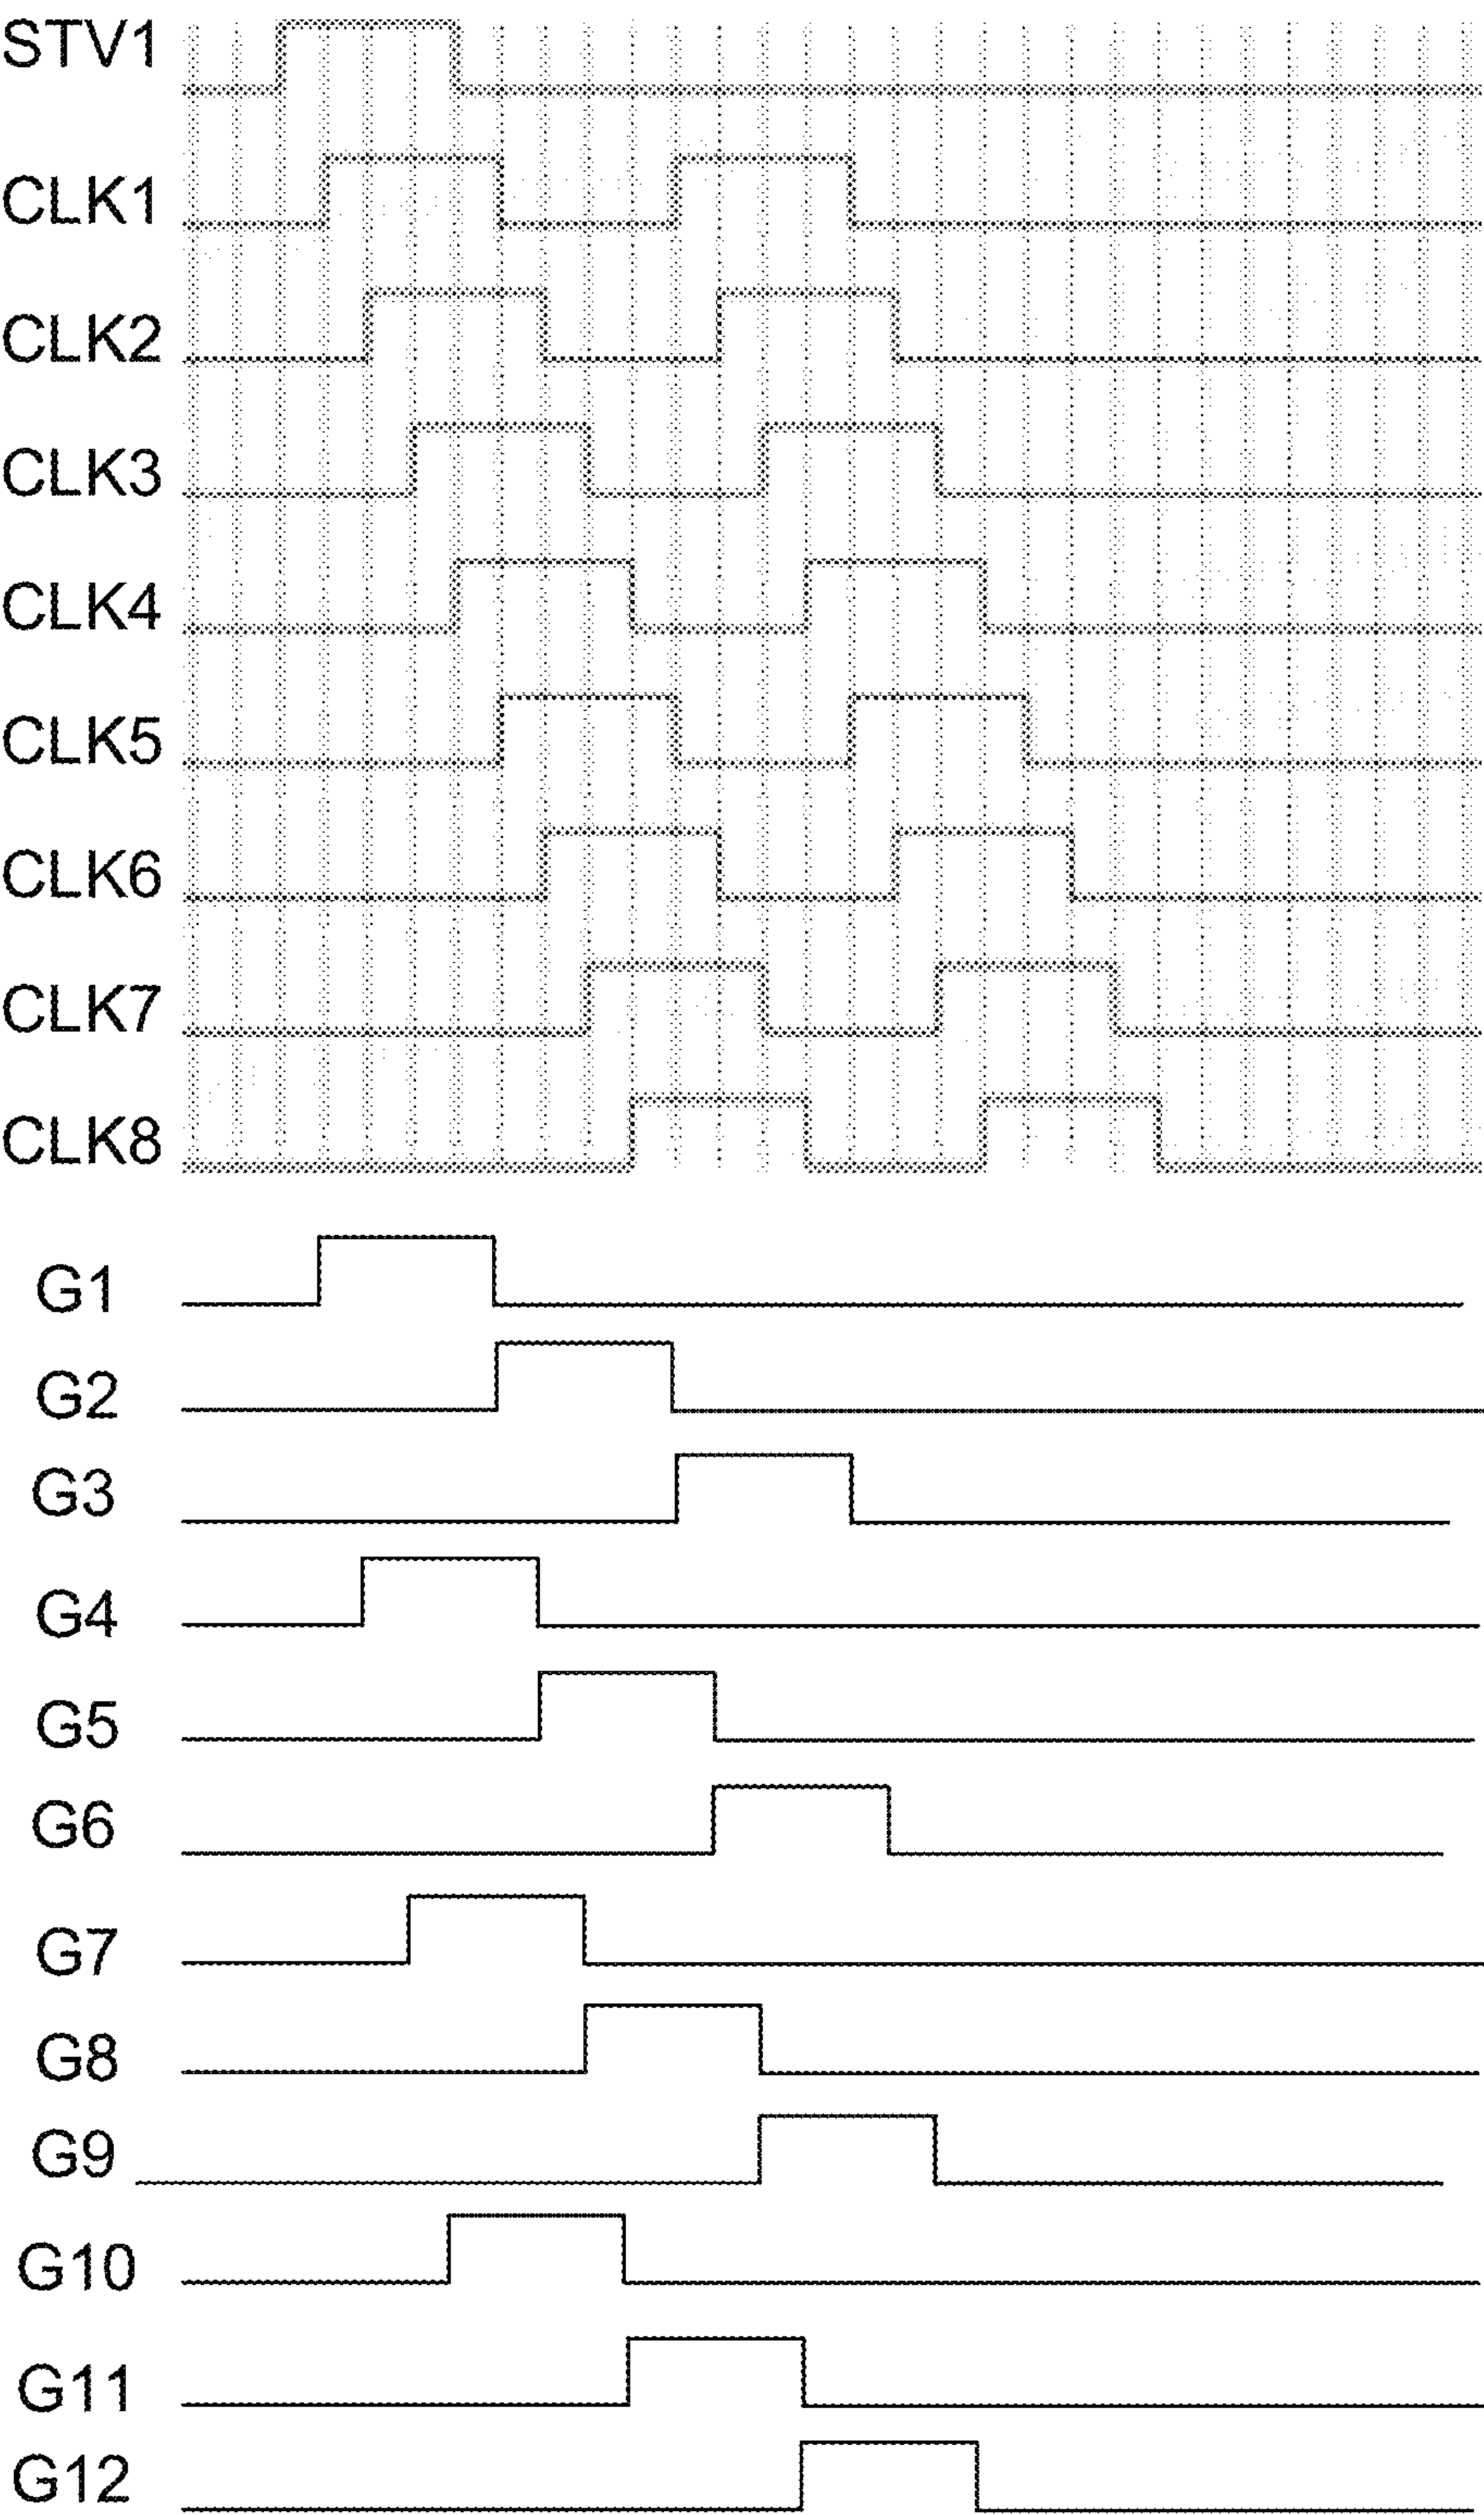 STV1
CLK1
CLK2
CLK3
CLK4
CLK5
CLK6
CLK7
CLK8
G1
G2
G3
G4
G5
G6
G7
G8
G9
G10
G11
G12